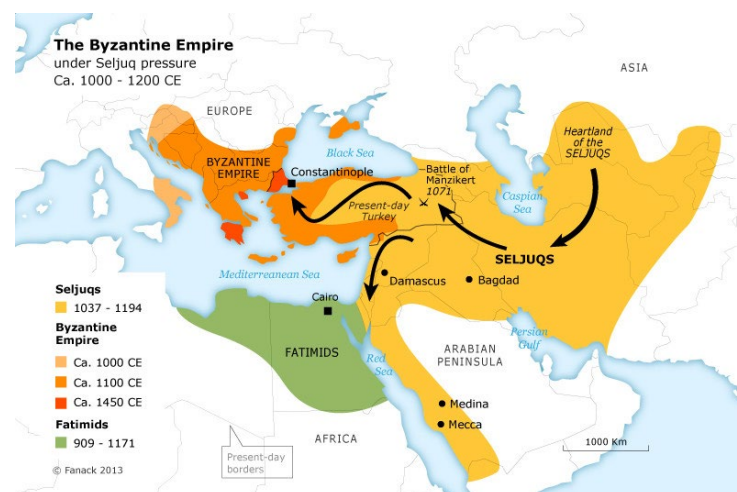 The Byzantine Empire
under Seljuq pressure
Ca. 1000 - 1200 CE
ASIA
EUROPE
Black Sea
Heartland
of the
SELJUQS
BYZANTINE
EMPIRE
Constantinople
Battle of
Manzikert
1071
Caspian
Sea
Present-day
Turkey
SELJUQS
Mediterranean Sea
Damascus
Bagdad
Cairo
Persian
Gulf
FATIMIDS
Red
Sea
ARABIAN
PENINSULA
Medina
Mecca
AFRICA
1000 Km
Seljuqs
1037 - 1194
Byzantine
Empire
Ca. 1000 CE
Ca. 1100 CE
Ca. 1450 CE
Fatimids
909 - 1171
Present-day
borders
© Fanack 2013